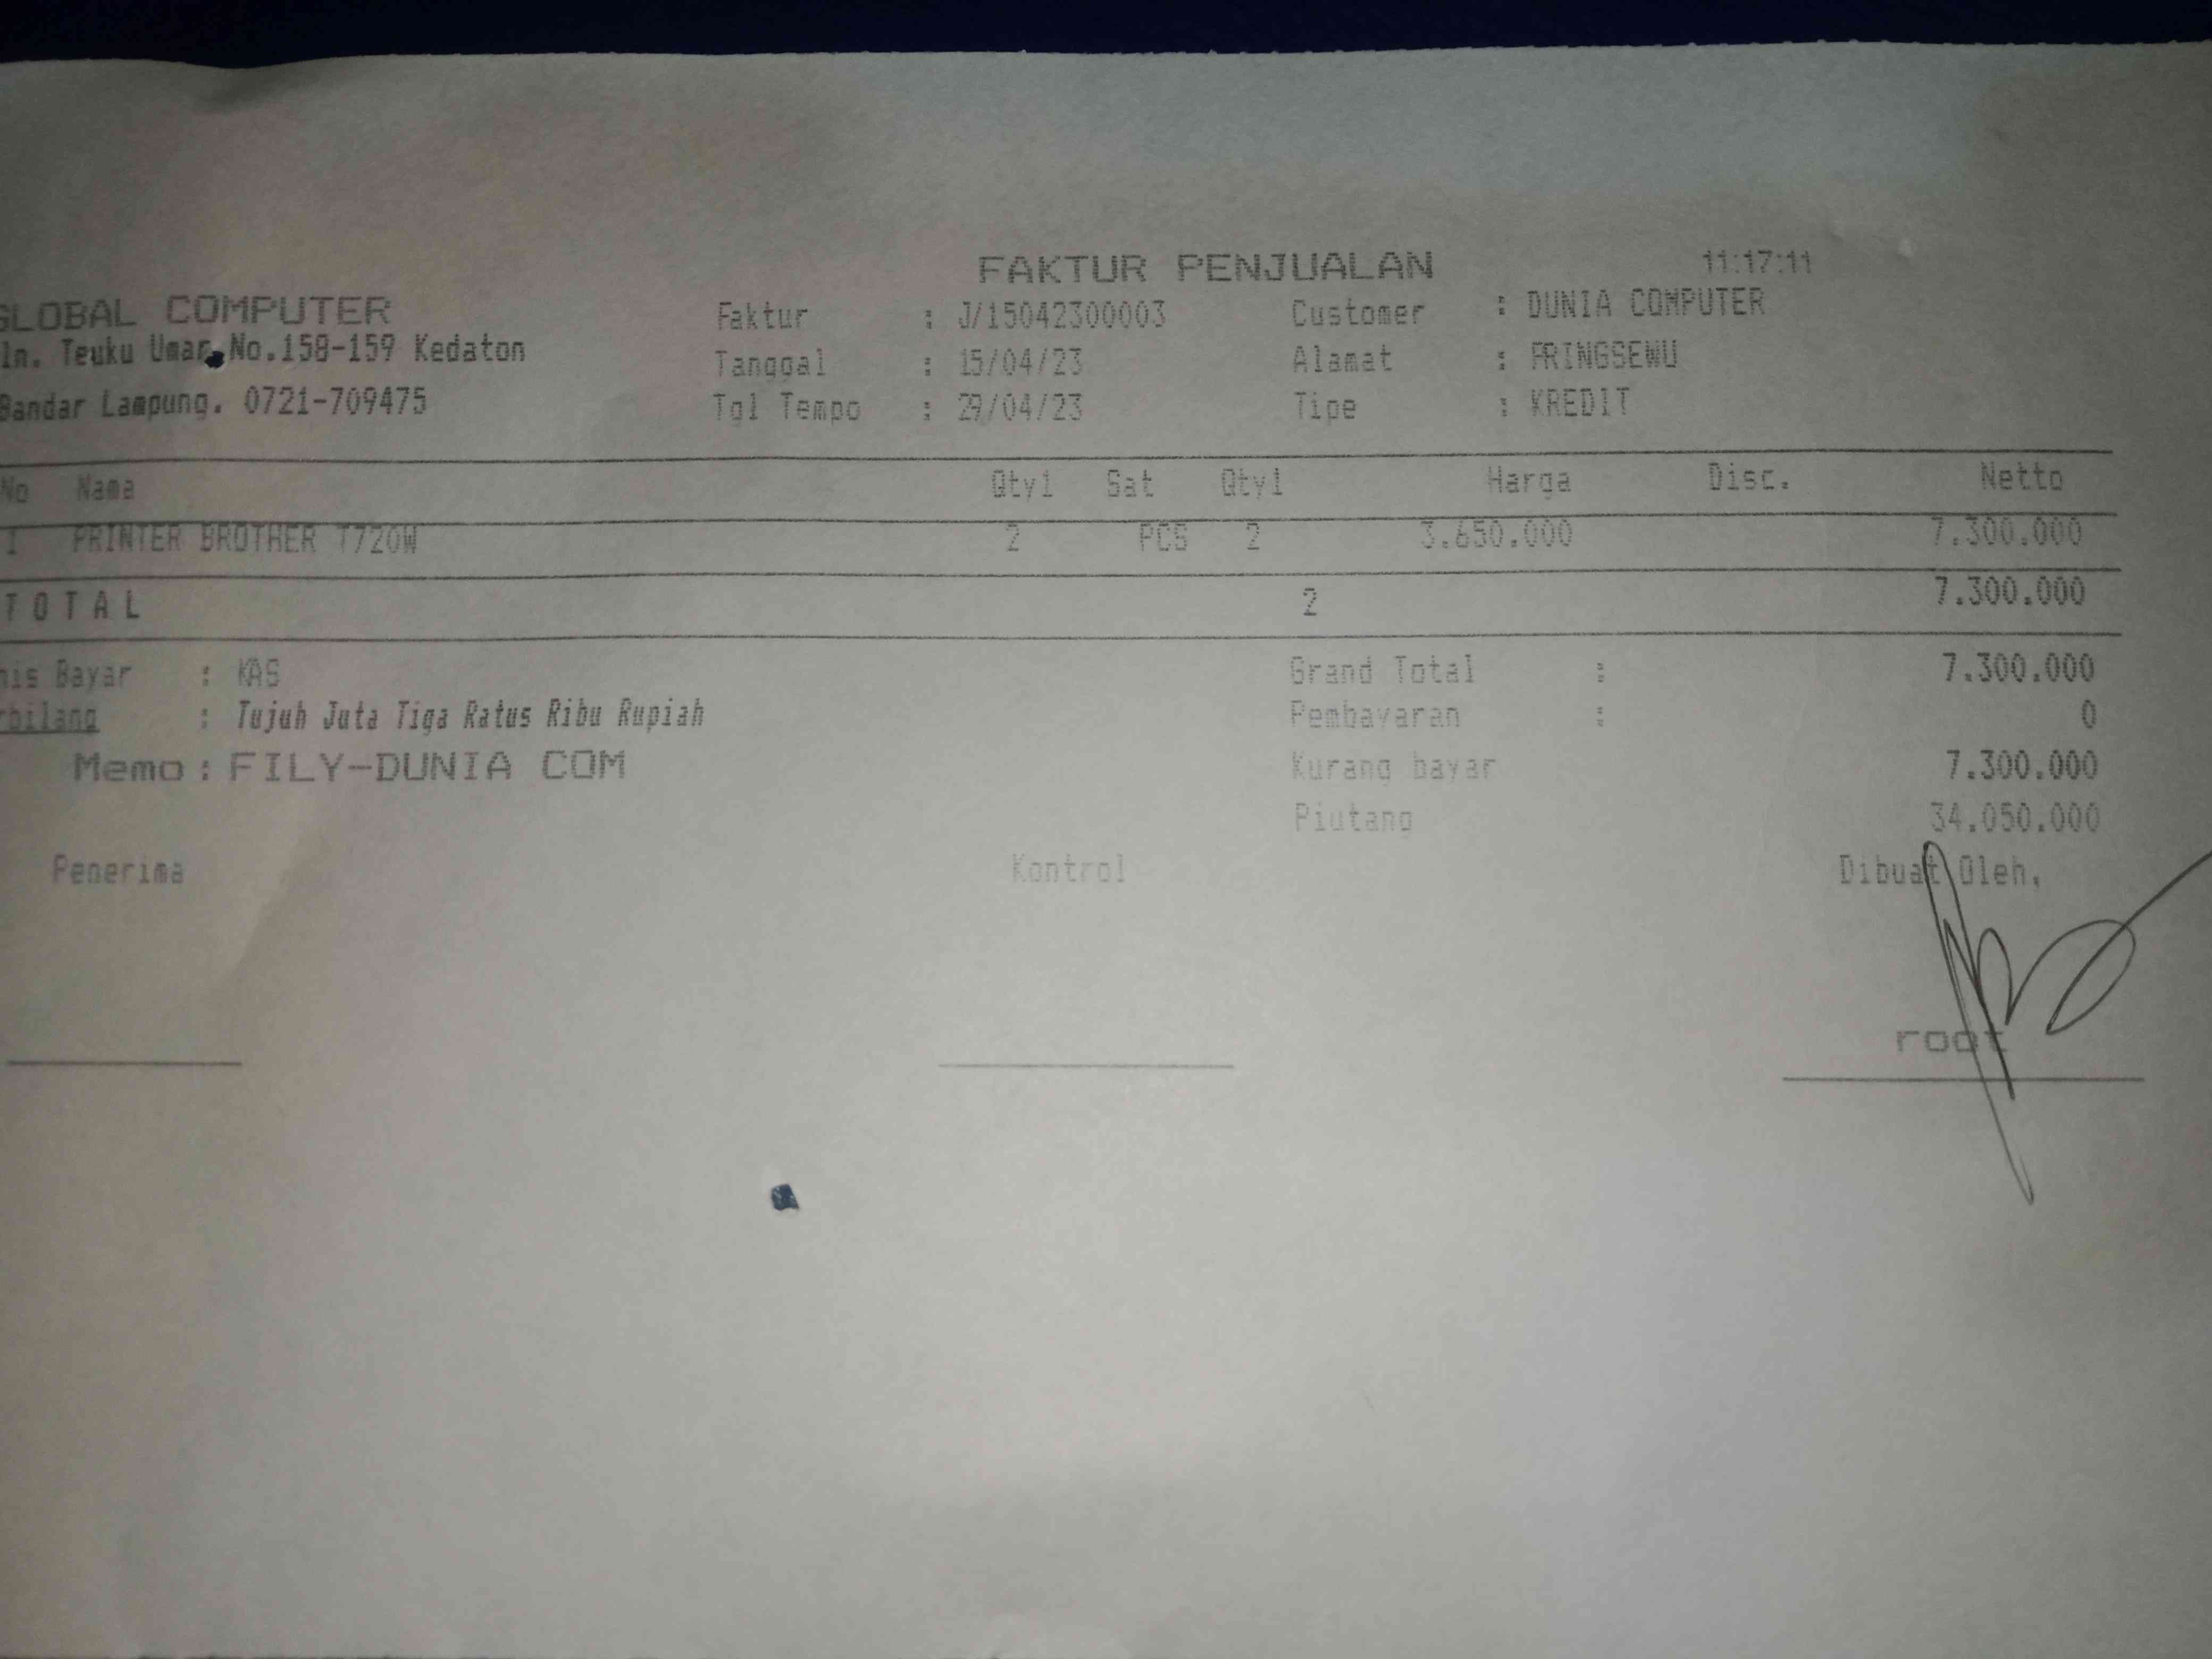 FAKTUR PENJUALAN 11:17:11
GLOBAL COMPUTER
ln. Teuku Umar No.158-159 Kedaton
Bandar Lampung. 0721-709475
Faktur : J/15042300003
Tanggal : 15/04/23
Tgl Tempo : 29/04/23
Customer : DUNIA COMPUTER
Alamat : PRINGSEWU
Tipe : KREDIT
No Nama Qty1 Sat Qty1 Harga Disc. Netto
1 PRINTER BROTHER T720W 2 PCS 2 3.650.000 7.300.000
TOTAL 2 7.300.000
nis Bayar : KAS
rbilang : Tujuh Juta Tiga Ratus Ribu Rupiah
Memo : FILY-DUNIA COM
Grand Total : 7.300.000
Pembayaran : 0
Kurang bayar 7.300.000
Piutang 34.050.000
Penerima Kontrol Dibuat Oleh,
root